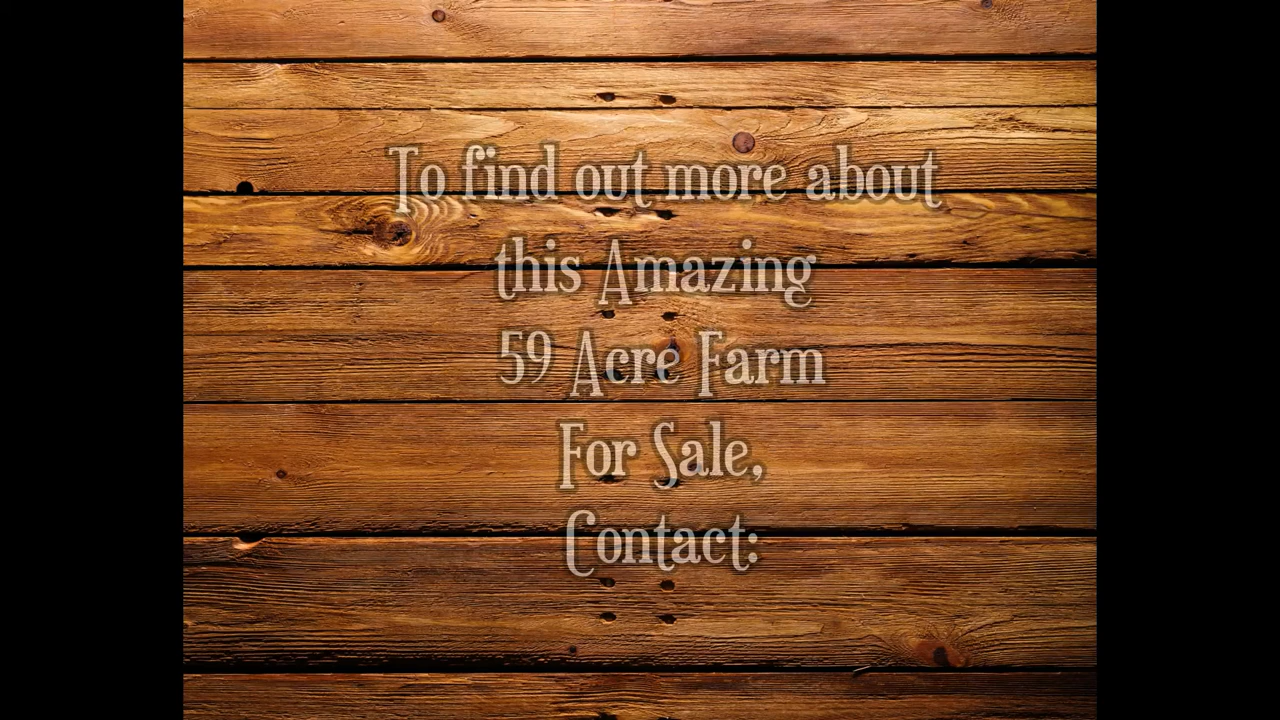 To find out more about
this Amazing
59 Acre Farm
For Sale,
Contact: